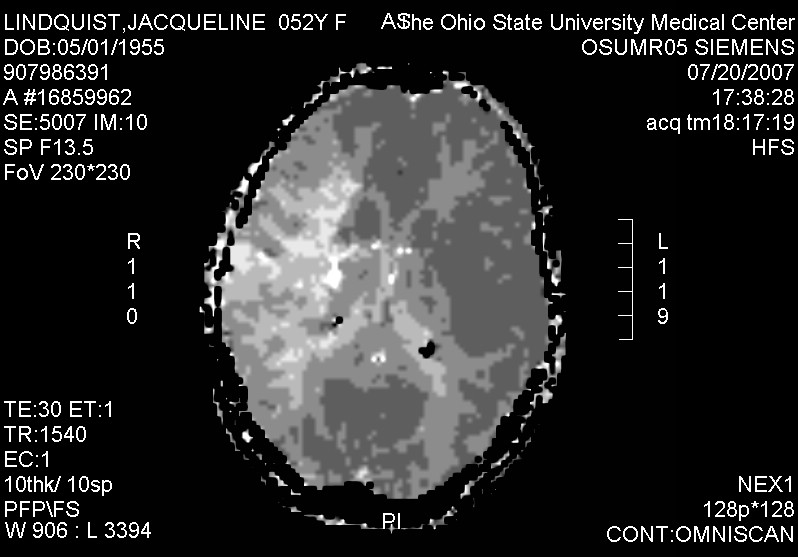 LINDQUIST,JACQUELINE 052Y F
DOB:05/01/1955
907986391
A #16859962
SE:5007 IM:10
SP F13.5
FoV 230*230
A$The Ohio State University Medical Center
OSUMR05 SIEMENS
07/20/2007
17:38:28
acq tm18:17:19
HFS
R
1
1
0
L
1
1
9
TE:30 ET:1
TR:1540
EC:1
10thk/ 10sp
PFP\FS
W 906 : L 3394
PI
NEX1
128p*128
CONT:OMNISCAN